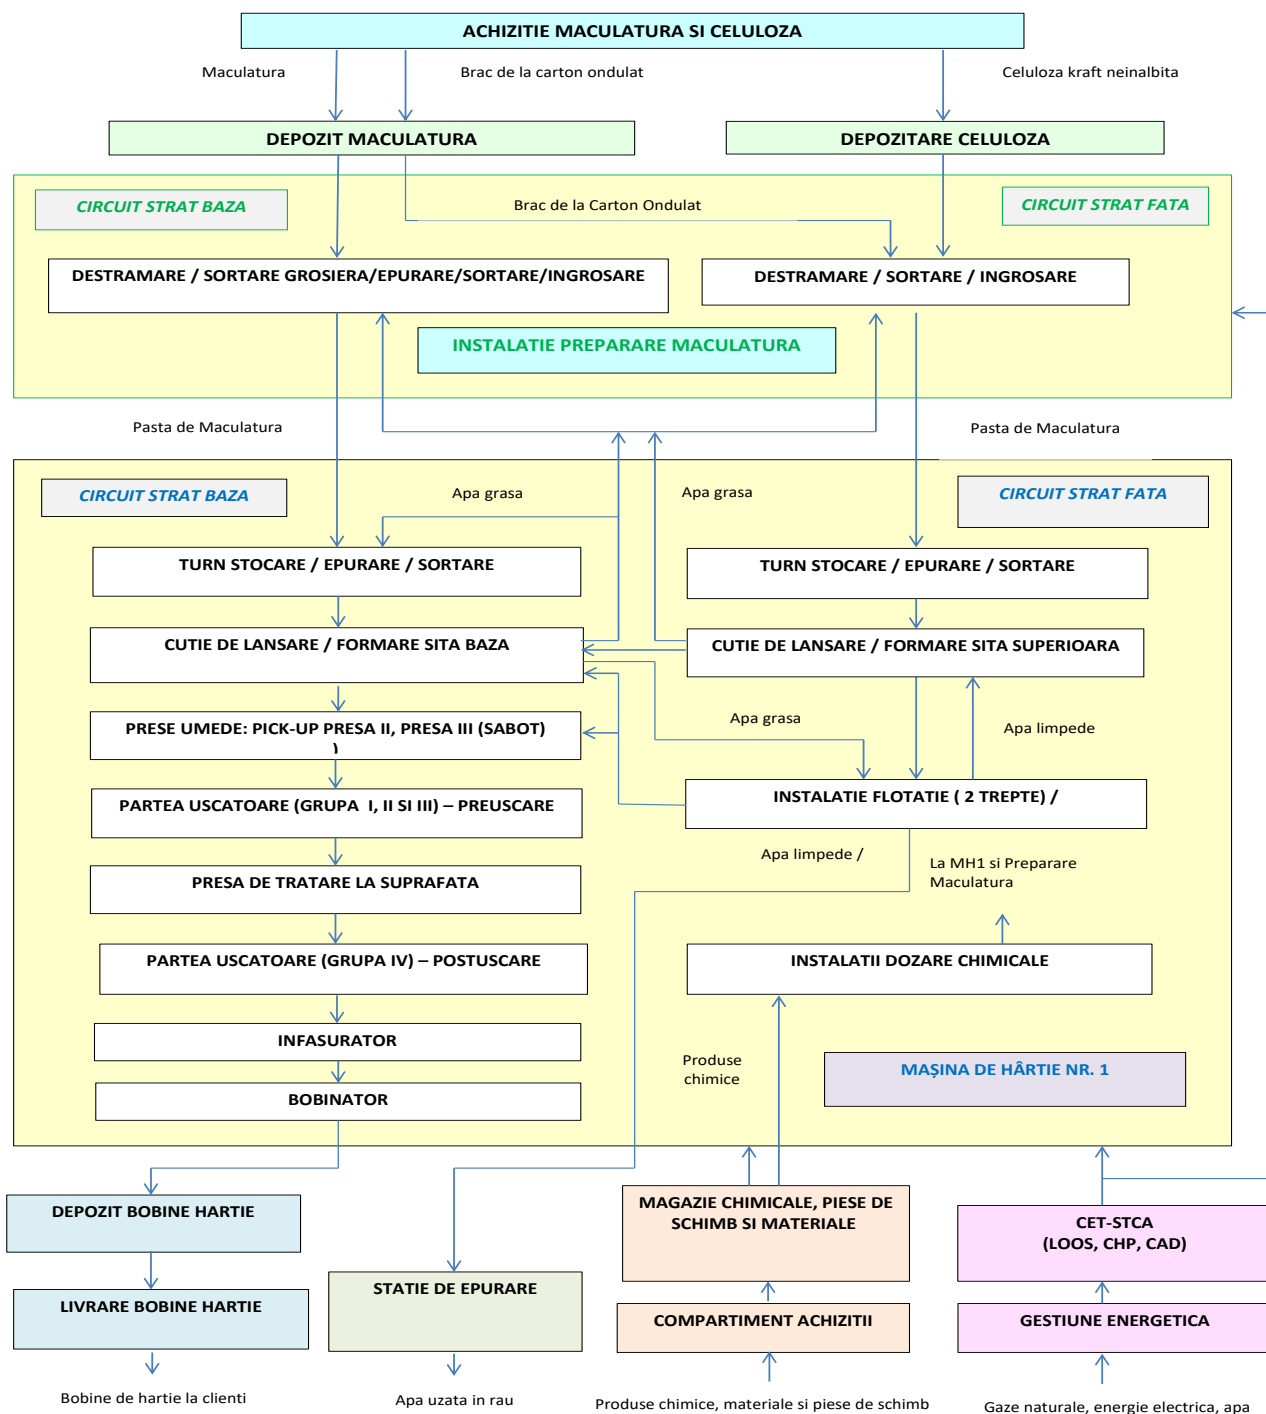 ACHIZITIE MACULATURA SI CELULOZA
Maculatura
Brac de la carton ondulat
Celuloza kraft neinalbita
DEPOZIT MACULATURA
DEPOZITARE CELULOZA
CIRCUIT STRAT BAZA
Brac de la Carton Ondulat
CIRCUIT STRAT FATA
DESTRAMARE / SORTARE GROSIERA/EPURARE/SORTARE/INGROSARE
DESTRAMARE / SORTARE / INGROSARE
INSTALATIE PREPARARE MACULATURA
Pasta de Maculatura
Pasta de Maculatura
CIRCUIT STRAT BAZA
Apa grasa
Apa grasa
CIRCUIT STRAT FATA
TURN STOCARE / EPURARE / SORTARE
TURN STOCARE / EPURARE / SORTARE
CUTIE DE LANSARE / FORMARE SITA BAZA
CUTIE DE LANSARE / FORMARE SITA SUPERIOARA
PRESE UMEDE: PICK-UP PRESA II, PRESA III (SABOT)
)
Apa grasa
Apa limpede
PARTEA USCATOARE (GRUPA I, II SI III) – PREUSCARE
INSTALATIE FLOTATIE ( 2 TREPTE) /
Apa limpede /
La MH1 si Preparare
Maculatura
PRESA DE TRATARE LA SUPRAFATA
PARTEA USCATOARE (GRUPA IV) – POSTUSCARE
INSTALATII DOZARE CHIMICALE
INFASURATOR
Produse
chimice
MAȘINA DE HÂRTIE NR. 1
BOBINATOR
DEPOZIT BOBINE HARTIE
MAGAZIE CHIMICALE, PIESE DE
SCHIMB SI MATERIALE
CET-STCA
(LOOS, CHP, CAD)
LIVRARE BOBINE HARTIE
STATIE DE EPURARE
COMPARTIMENT ACHIZITII
GESTIUNE ENERGETICA
Bobine de hartie la clienti
Apa uzata in rau
Produse chimice, materiale si piese de schimb
Gaze naturale, energie electrica, apa